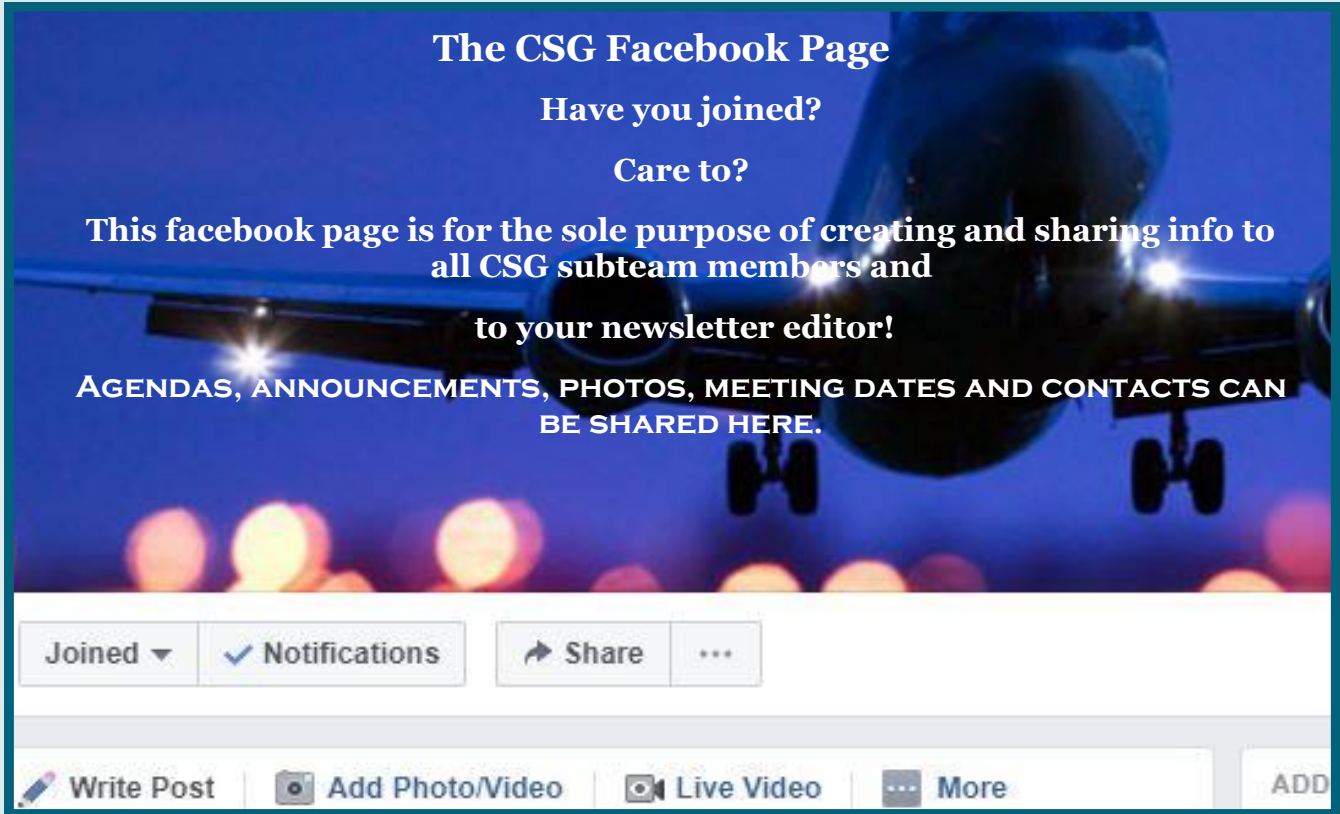 The CSG Facebook Page
Have you joined?
Care to?
This facebook page is for the sole purpose of creating and sharing info to
all CSG subteam members and
to your newsletter editor!
AGENDAS, ANNOUNCEMENTS, PHOTOS, MEETING DATES AND CONTACTS CAN
BE SHARED HERE.
Joined Notifications Share ...
Write Post Add Photo/Video Live Video More ADD